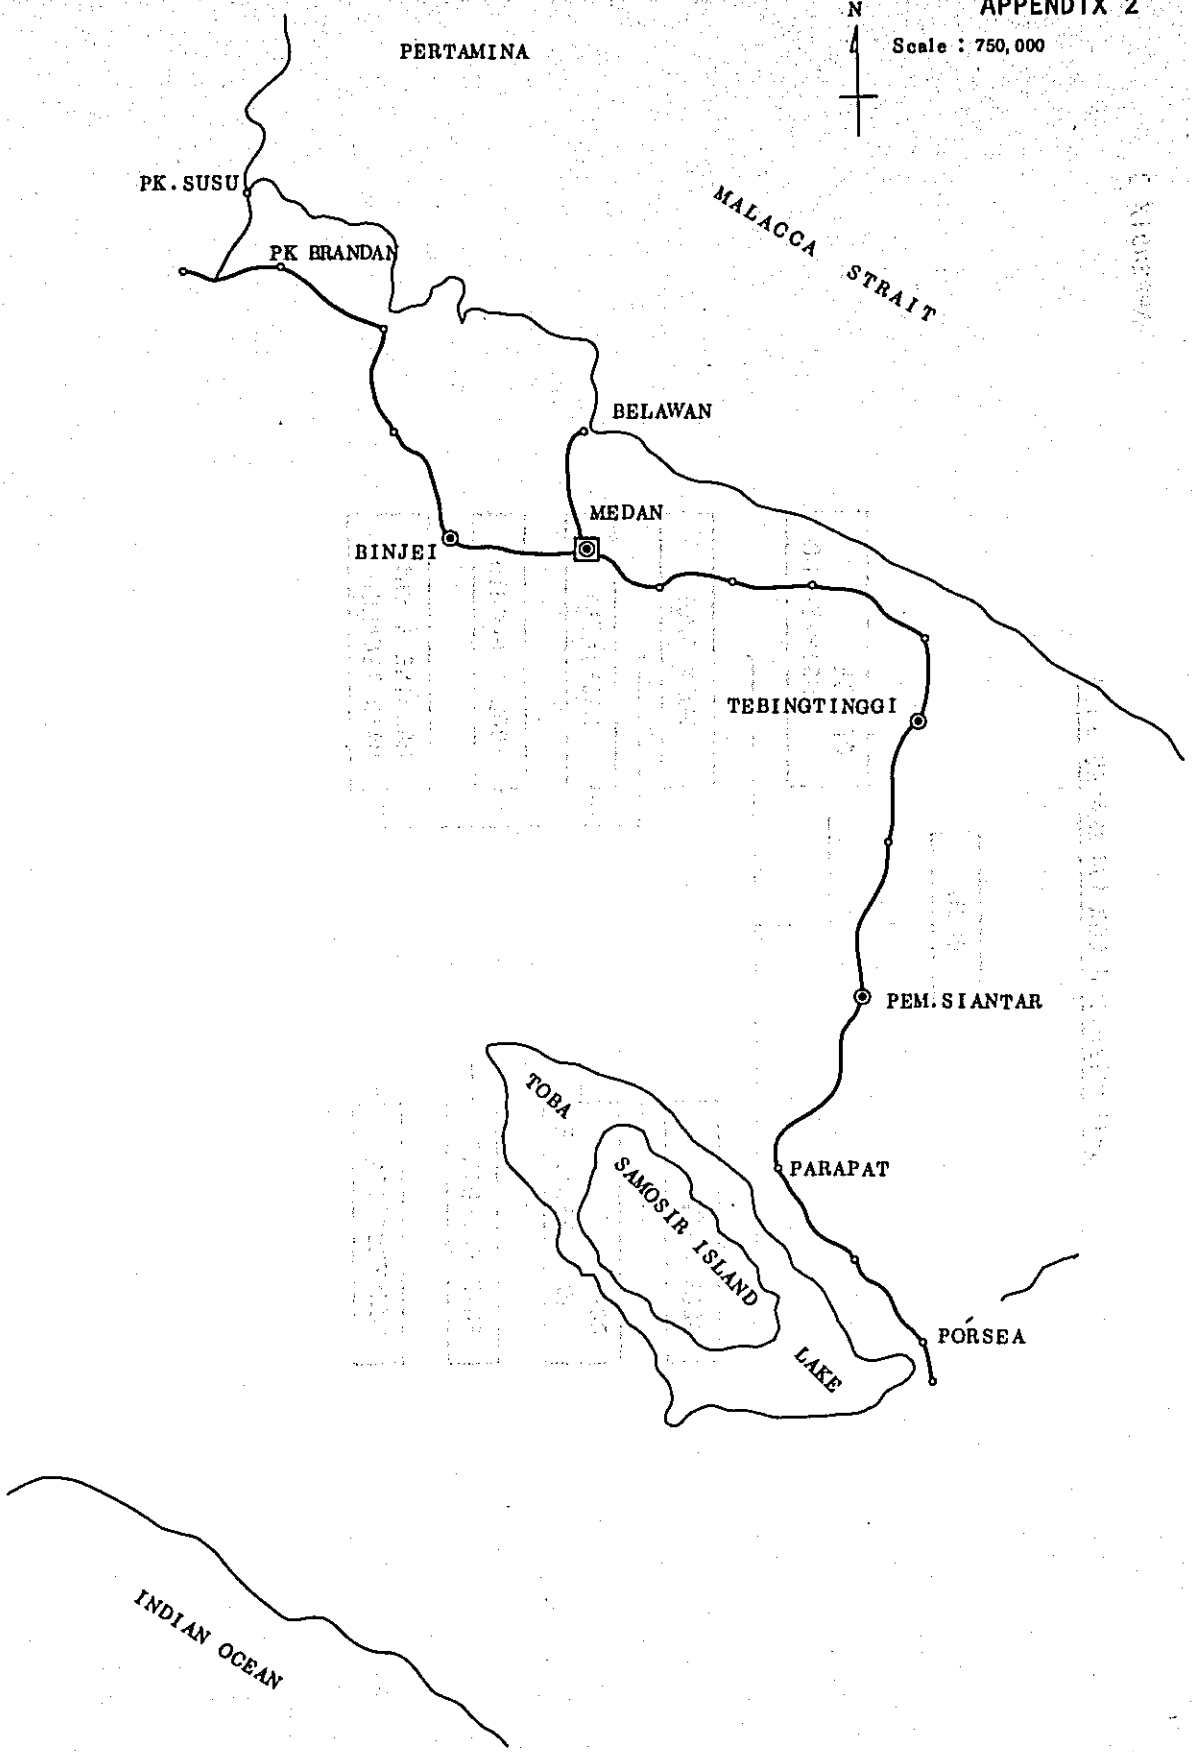 APPENDIX 2
N
Scale : 750,000
PERTAMINA
PK.SUSU
MALACCA STRAIT
PK BRANDAN
BELAWAN
MEDAN
BINJEI
TEBINGTINGGI
PEM.SIANTAR
TOBA
PARAPAT
SAMOSIR ISLAND
PORSEA
LAKE
INDIAN OCEAN